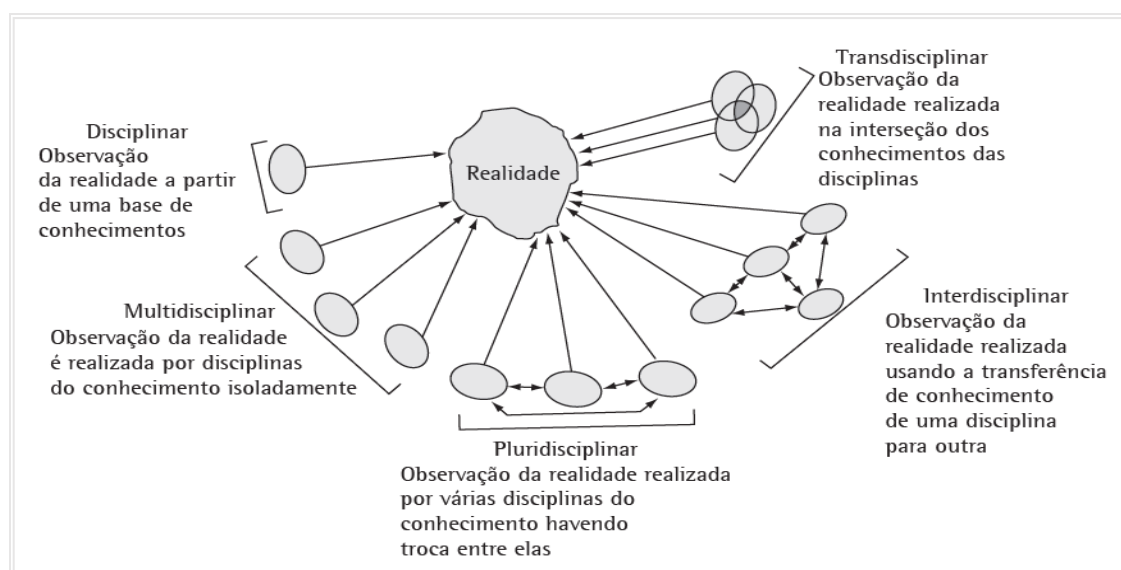 Transdisciplinar
Observação da
realidade realizada
na interseção dos
conhecimentos das
disciplinas
Disciplinar
Observação
da realidade a partir
de uma base de
conhecimentos
Realidade
Multidisciplinar
Observação da realidade
é realizada por disciplinas
do conhecimento isoladamente
Interdisciplinar
Observação da
realidade realizada
usando a transferência
de conhecimento
de uma disciplina
para outra
Pluridisciplinar
Observação da realidade realizada
por várias disciplinas do
conhecimento havendo
troca entre elas